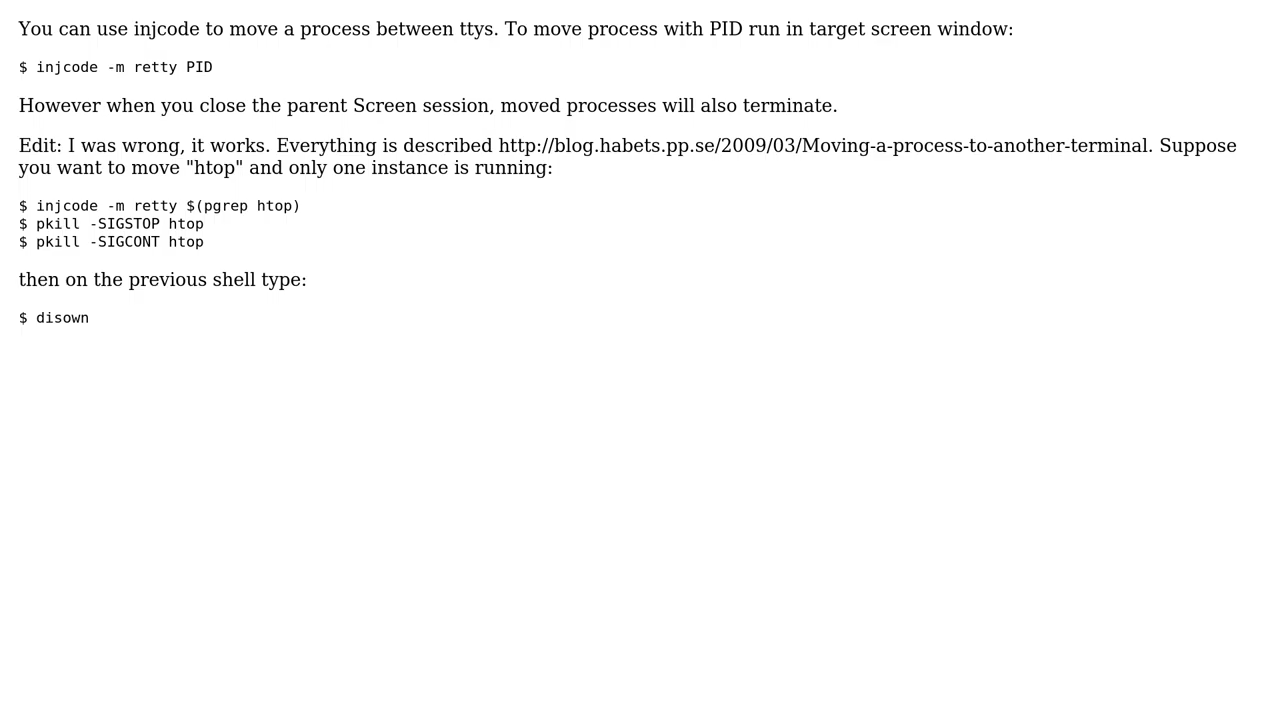 You can use injcode to move a process between ttys. To move process with PID run in target screen window:
$ injcode -m retty PID
However when you close the parent Screen session, moved processes will also terminate.
Edit: I was wrong, it works. Everything is described http://blog.habets.pp.se/2009/03/Moving-a-process-to-another-terminal. Suppose
you want to move "htop" and only one instance is running:
$ injcode -m retty $(pgrep htop)
$ pkill -SIGSTOP htop
$ pkill -SIGCONT htop
then on the previous shell type:
$ disown